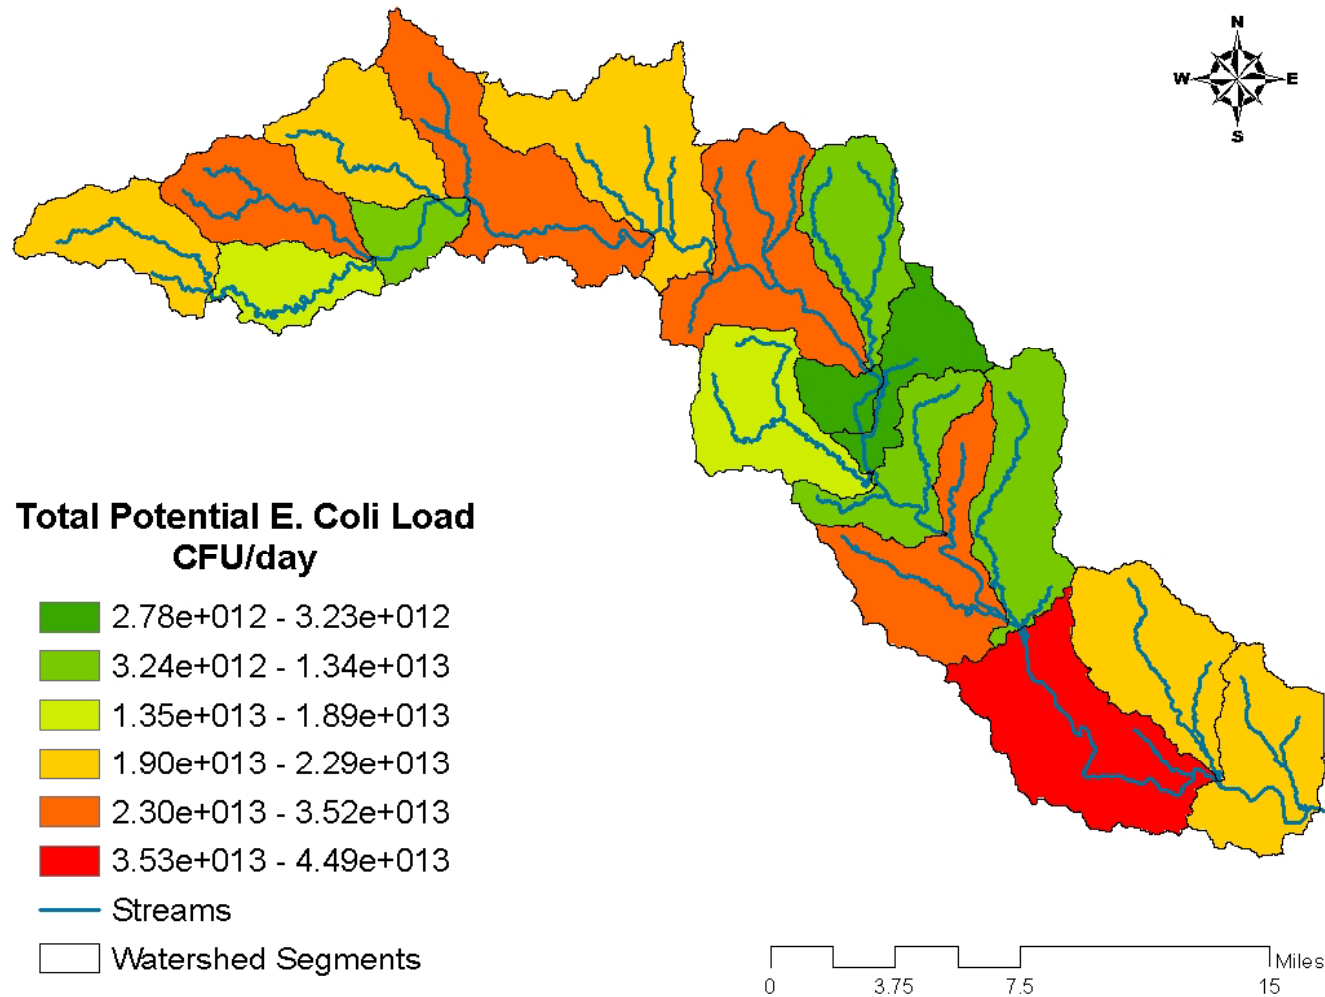 N
W E
S
Total Potential E. Coli Load
CFU/day
2.78e+012 - 3.23e+012
3.24e+012 - 1.34e+013
1.35e+013 - 1.89e+013
1.90e+013 - 2.29e+013
2.30e+013 - 3.52e+013
3.53e+013 - 4.49e+013
Streams
Watershed Segments
Miles
0 3.75 7.5 15